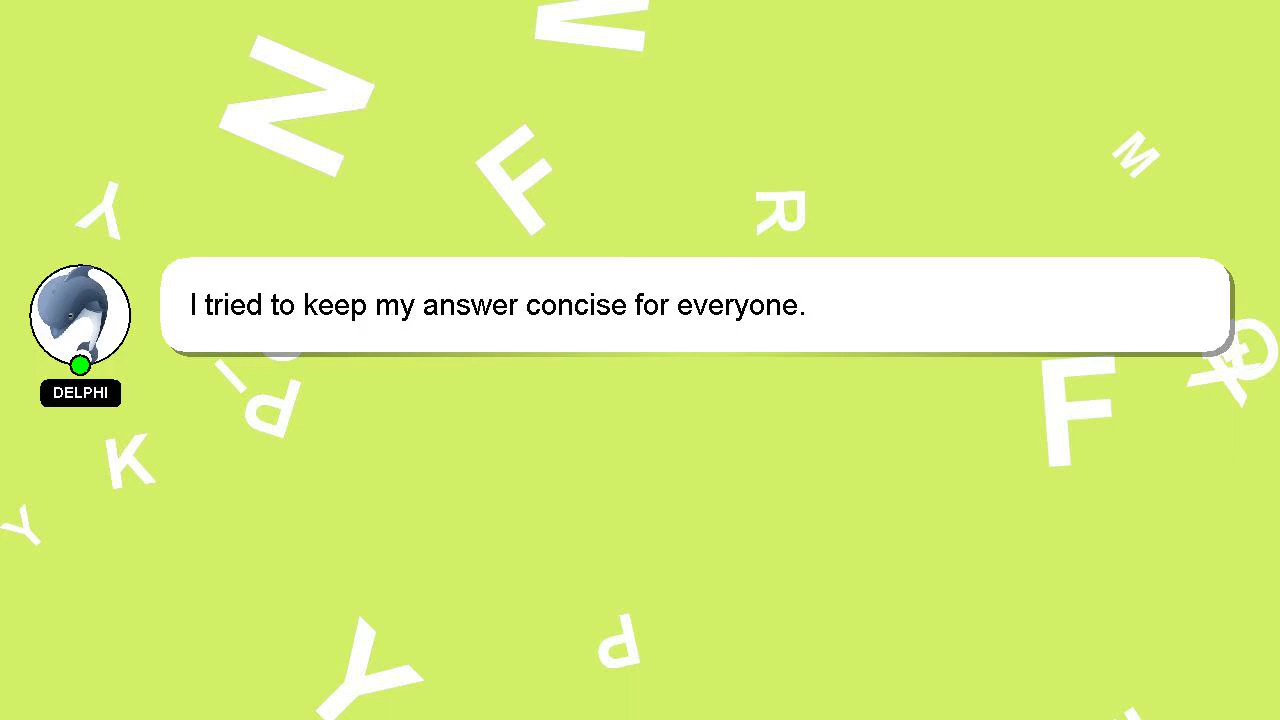 I tried to keep my answer concise for everyone.
DELPHI
N
F
Y
R
M
P
K
F
Y
Y
P